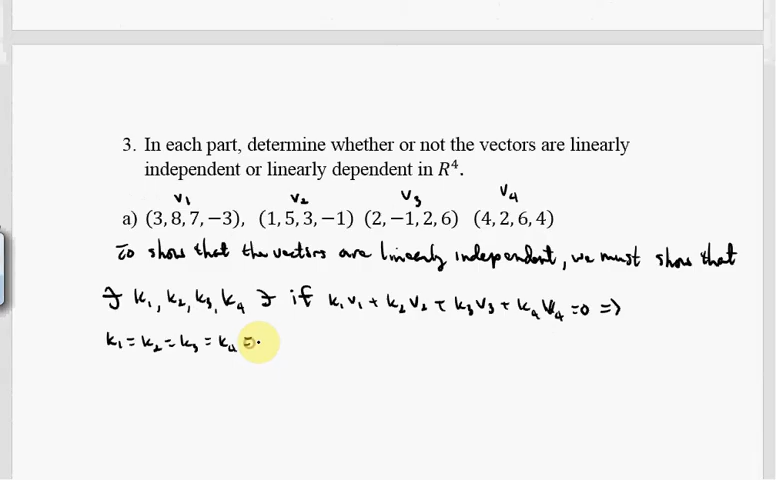 3. In each part, determine whether or not the vectors are linearly
independent or linearly dependent in R⁴.
v₁ v₂ v₃ v₄
a) (3, 8, 7, −3), (1, 5, 3, −1) (2, −1, 2, 6) (4, 2, 6, 4)
To show that the vectors are linearly independent, we must show that
∃ k₁, k₂, k₃, k₄ ∋ if k₁v₁ + k₂v₂ + k₃v₃ + k₄v₄ = 0 ⇒
k₁ = k₂ = k₃ = k₄ =